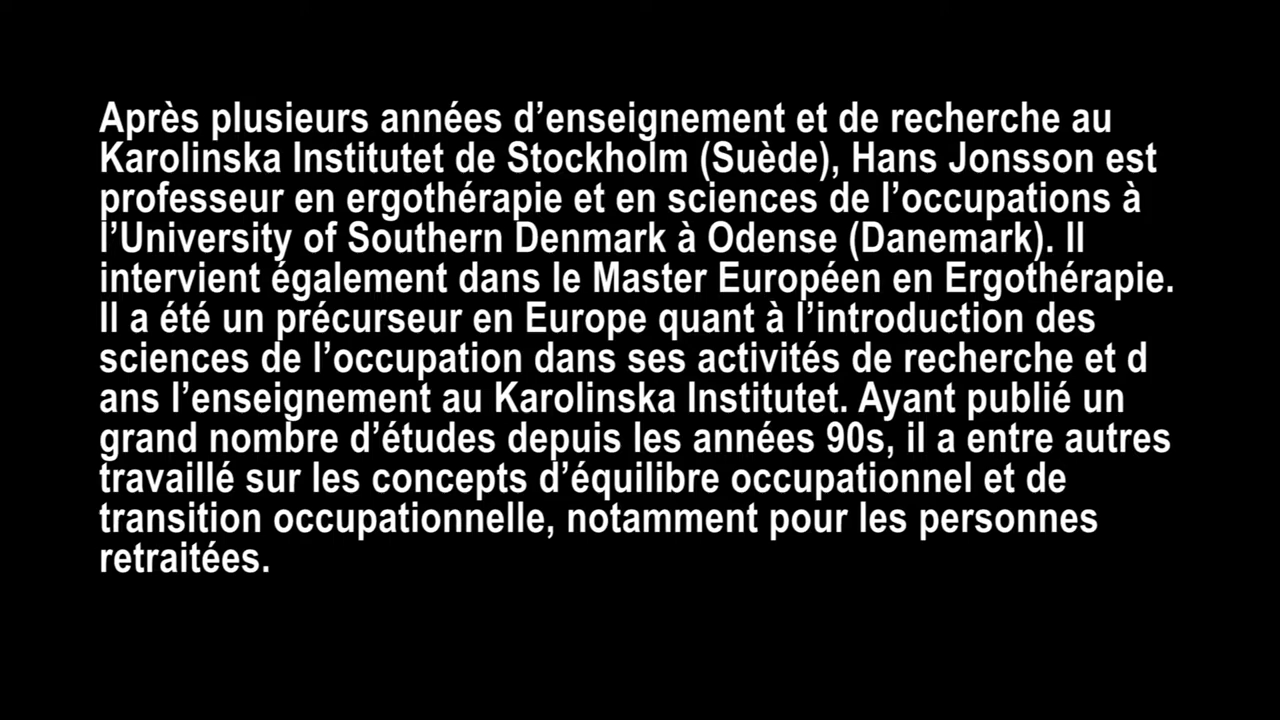 Après plusieurs années d’enseignement et de recherche au
Karolinska Institutet de Stockholm (Suède), Hans Jonsson est
professeur en ergothérapie et en sciences de l’occupations à
l’University of Southern Denmark à Odense (Danemark). Il
intervient également dans le Master Européen en Ergothérapie.
Il a été un précurseur en Europe quant à l’introduction des
sciences de l’occupation dans ses activités de recherche et d
ans l’enseignement au Karolinska Institutet. Ayant publié un
grand nombre d’études depuis les années 90s, il a entre autres
travaillé sur les concepts d’équilibre occupationnel et de
transition occupationnelle, notamment pour les personnes
retraitées.